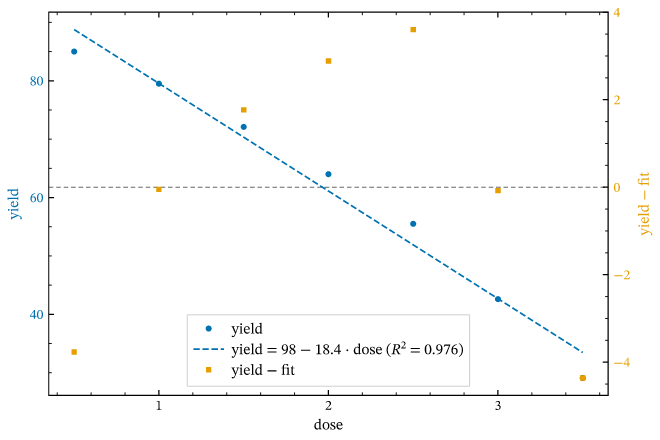 4
80
2
yield
yield − fit
60
0
−2
40
yield
yield = 98 − 18.4 · dose (R² = 0.976)
yield − fit
−4
1
2
3
dose